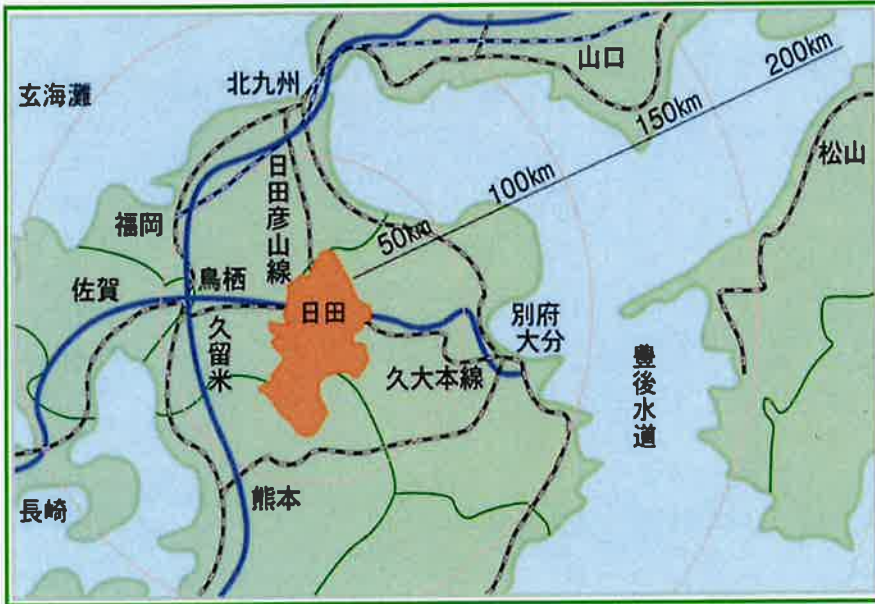 玄海灘
北九州
山口
200km
150km
松山
100km
日田彦山線
50km
福岡
佐賀
鳥栖
日田
久留米
別府
大分
久大本線
豊後水道
長崎
熊本